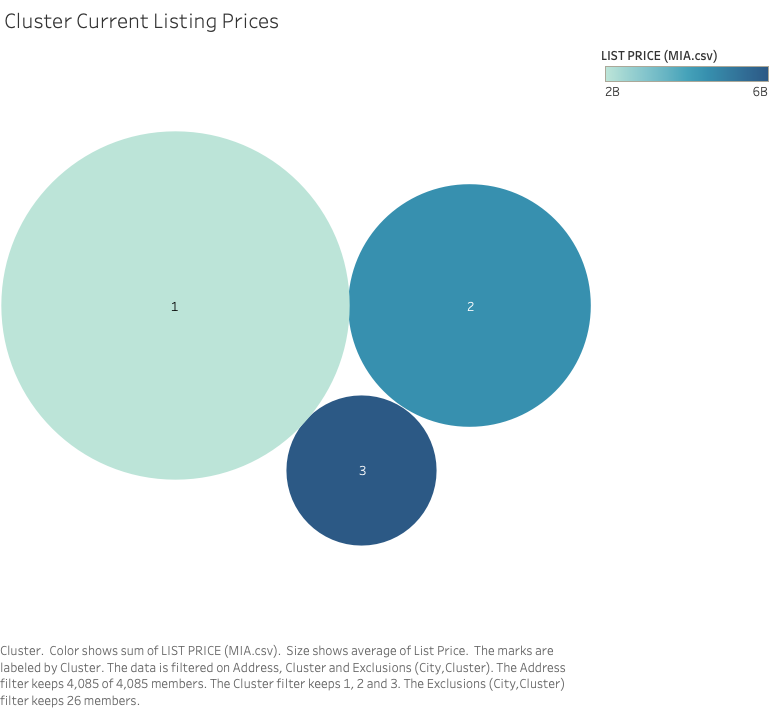 Cluster Current Listing Prices
LIST PRICE (MIA.csv)
2B 6B
1
2
3
Cluster.  Color shows sum of LIST PRICE (MIA.csv).  Size shows average of List Price.  The marks are
labeled by Cluster. The data is filtered on Address, Cluster and Exclusions (City,Cluster). The Address
filter keeps 4,085 of 4,085 members. The Cluster filter keeps 1, 2 and 3. The Exclusions (City,Cluster)
filter keeps 26 members.